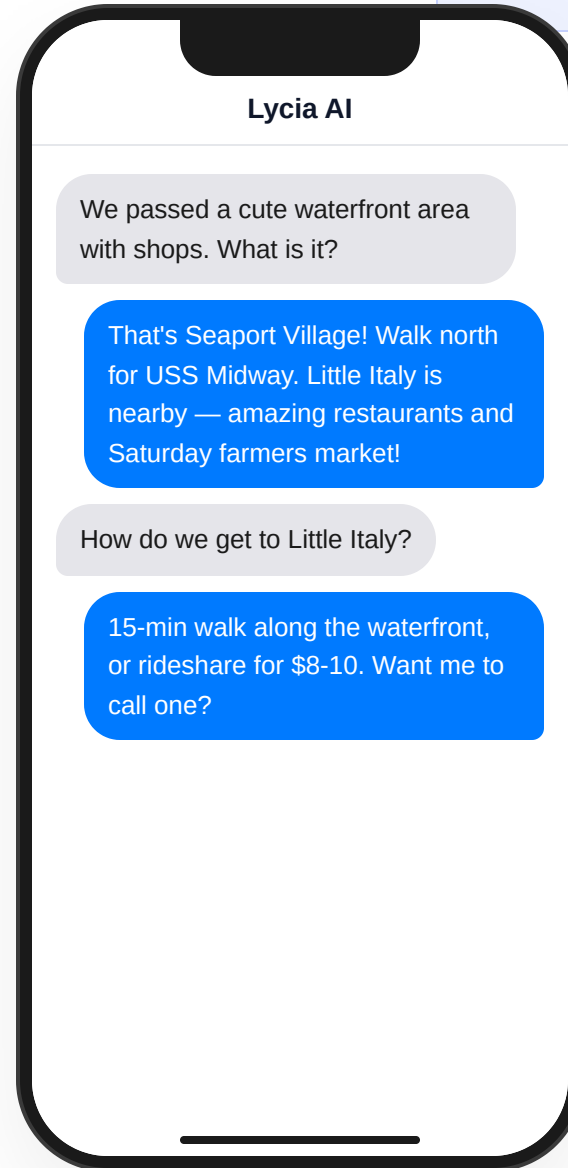 Lycia AI
We passed a cute waterfront area
with shops. What is it?
That's Seaport Village! Walk north
for USS Midway. Little Italy is
nearby — amazing restaurants and
Saturday farmers market!
How do we get to Little Italy?
15-min walk along the waterfront,
or rideshare for $8-10. Want me to
call one?